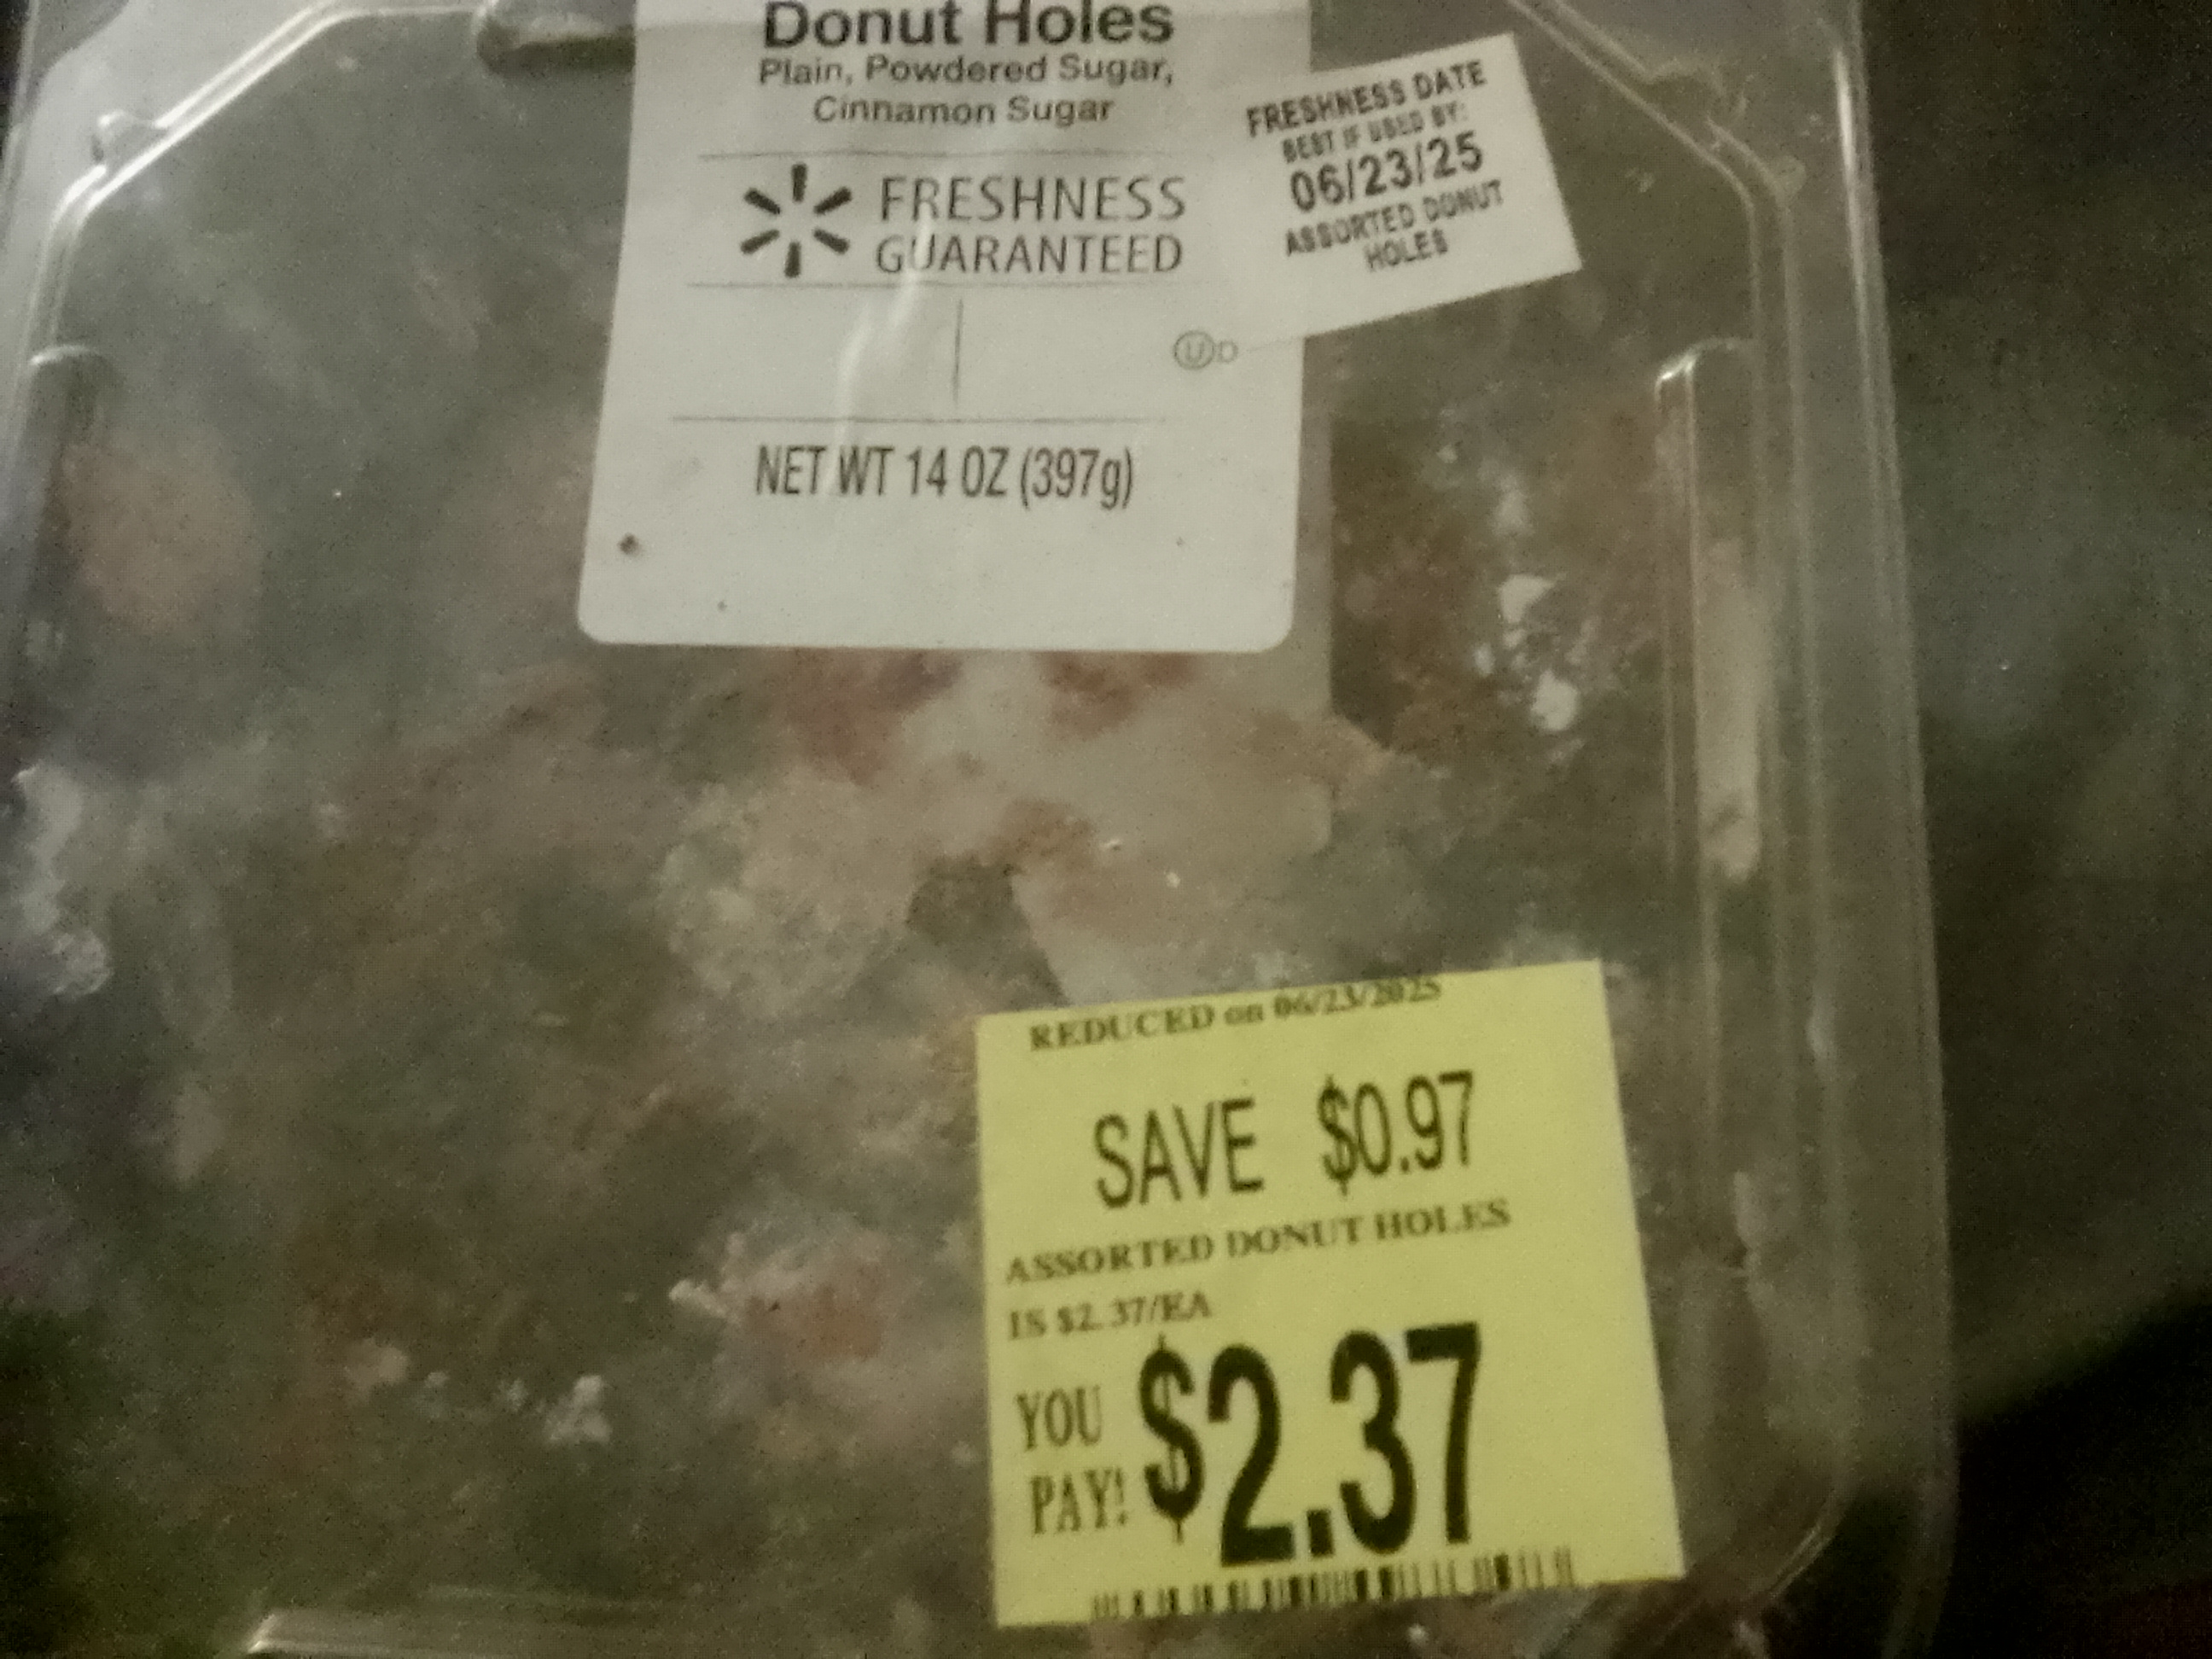 Donut Holes
Plain, Powdered Sugar,
Cinnamon Sugar
FRESHNESS
GUARANTEED
U D
NET WT 14 OZ (397g)
FRESHNESS DATE
BEST IF USED BY:
06/23/25
ASSORTED DONUT
HOLES
REDUCED on 06/23/2025
SAVE $0.97
ASSORTED DONUT HOLES
IS $2.37/EA
YOU PAY! $2.37